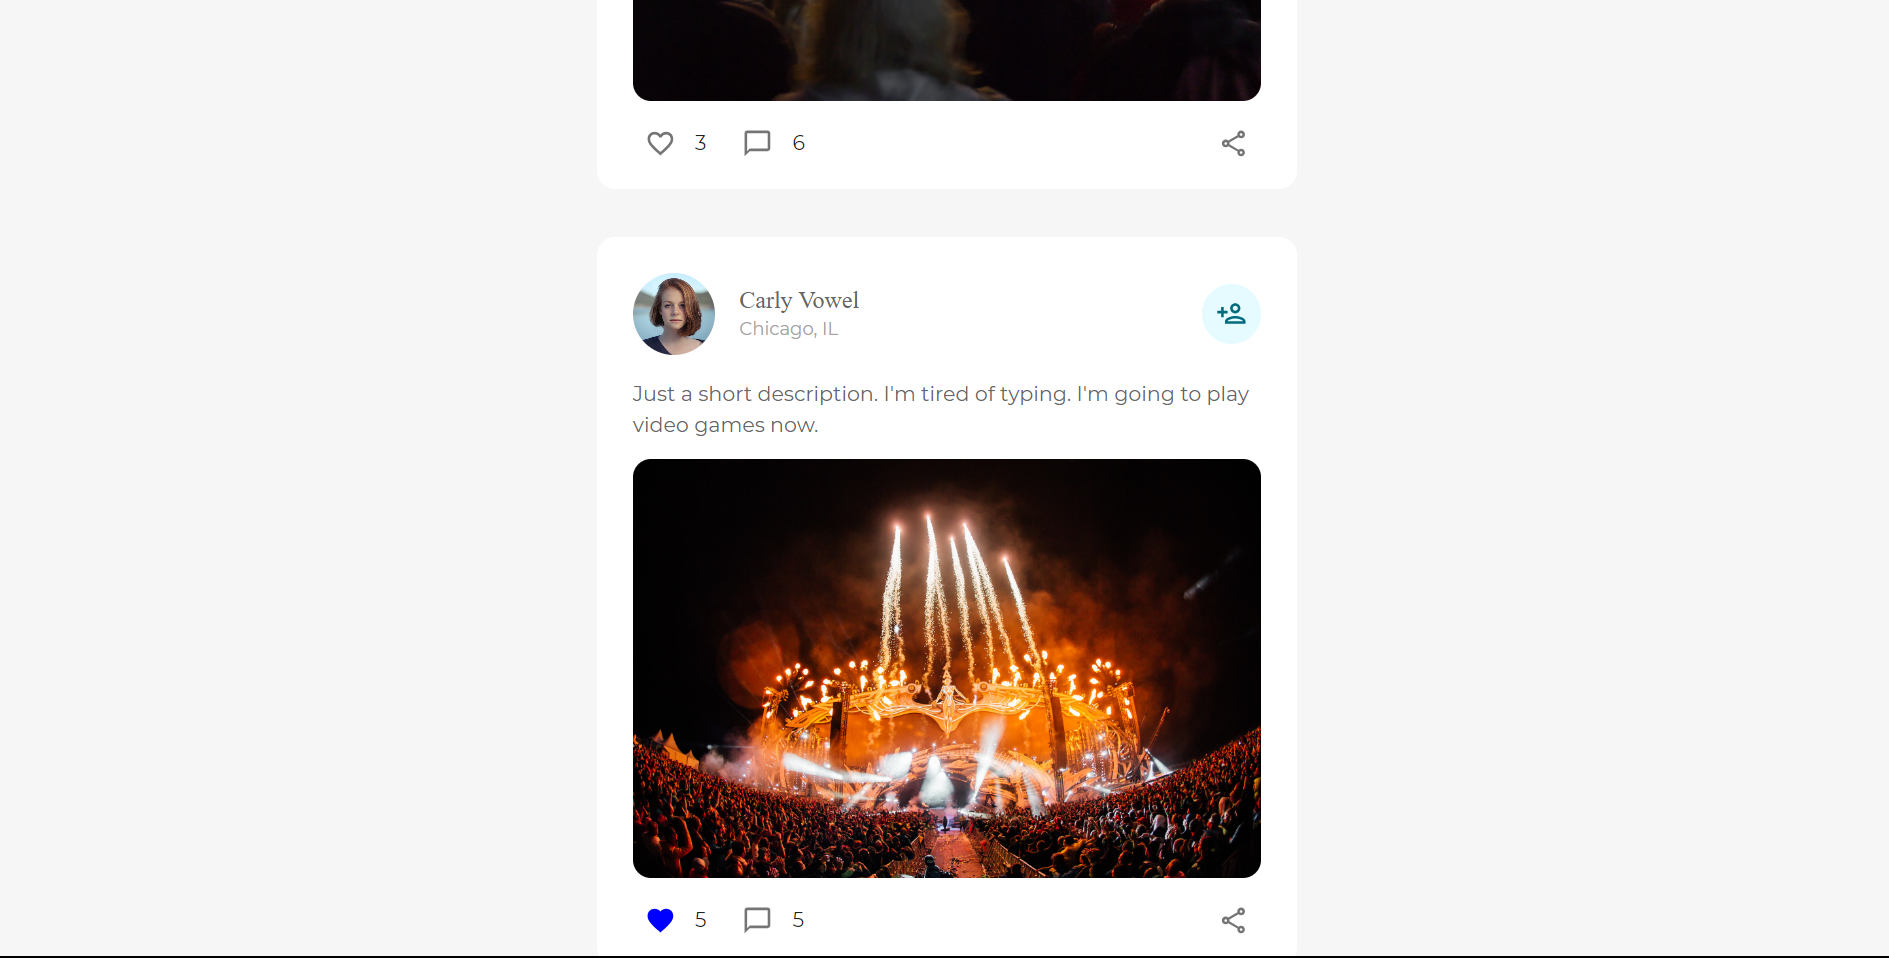 3 6
Carly Vowel
Chicago, IL
Just a short description. I'm tired of typing. I'm going to play
video games now.
5 5